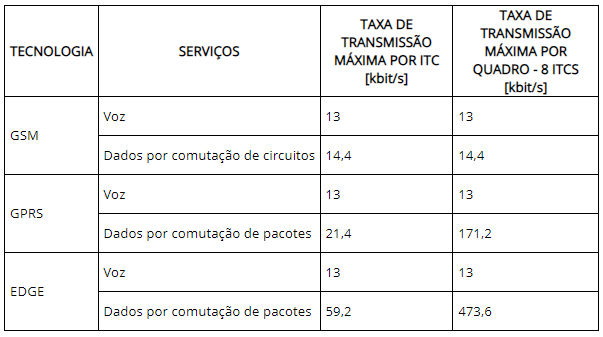 TECNOLOGIA
SERVIÇOS
TAXA DE
TRANSMISSÃO
MÁXIMA POR ITC
[kbit/s]
TAXA DE
TRANSMISSÃO
MÁXIMA POR
QUADRO - 8 ITCS
[kbit/s]
GSM
Voz
13
13
Dados por comutação de circuitos
14,4
14,4
GPRS
Voz
13
13
Dados por comutação de pacotes
21,4
171,2
EDGE
Voz
13
13
Dados por comutação de pacotes
59,2
473,6